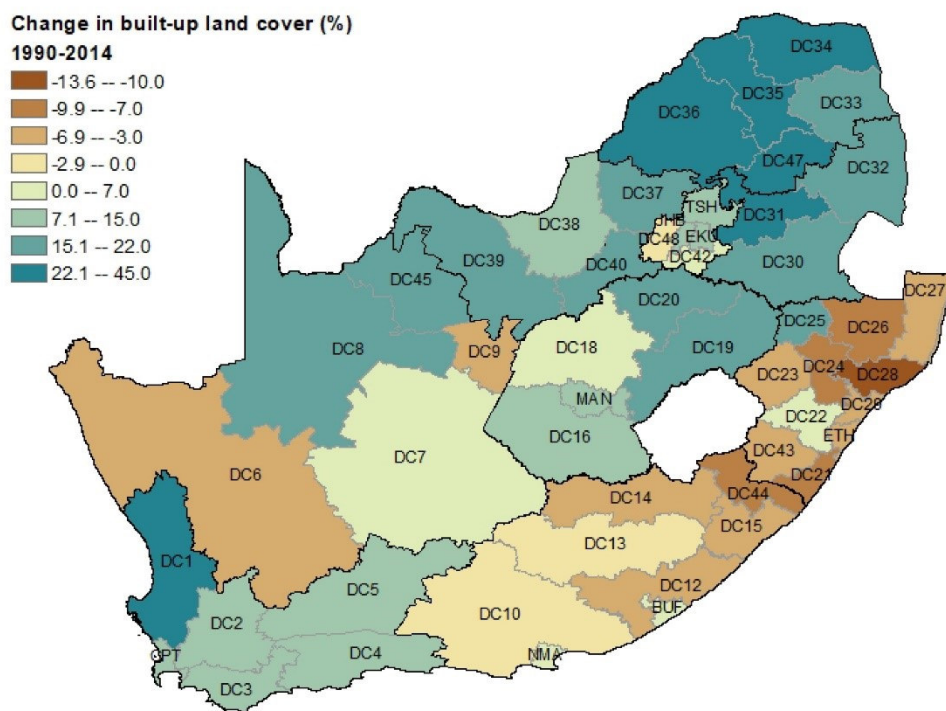 Change in built-up land cover (%)
1990-2014
-13.6 -- -10.0
-9.9 -- -7.0
-6.9 -- -3.0
-2.9 -- 0.0
0.0 -- 7.0
7.1 -- 15.0
15.1 -- 22.0
22.1 -- 45.0
DC34
DC35
DC36
DC33
DC47
DC32
DC37
TSH
DC31
DC38
JHB
DC48
EKU
DC42
DC39
DC40
DC30
DC45
DC27
DC20
DC25
DC26
DC8
DC9
DC18
DC19
DC24
DC28
DC23
MAN
DC22
DC29
DC16
ETH
DC43
DC7
DC6
DC21
DC14
DC44
DC15
DC13
DC1
DC5
DC12
DC10
BUF
DC2
CPT
DC4
NMA
DC3